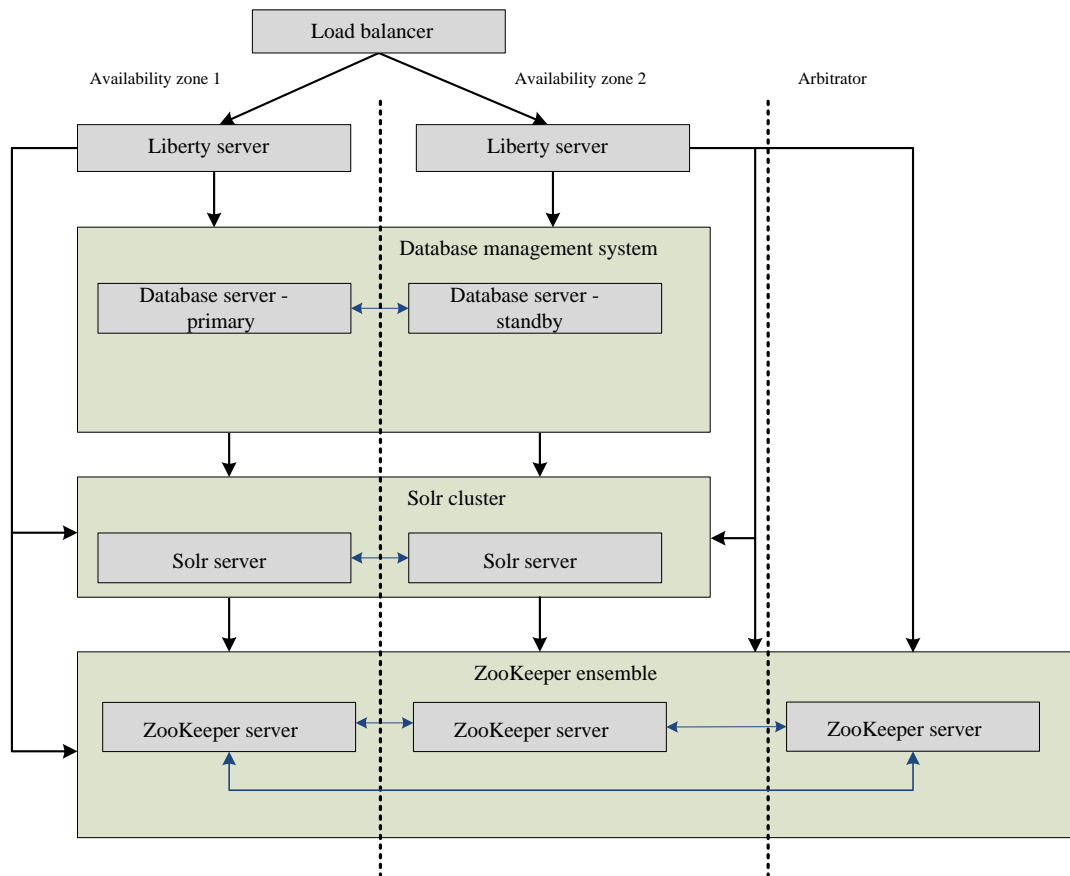 Load balancer
Availability zone 1
Availability zone 2
Arbitrator
Liberty server
Liberty server
Database management system
Database server -
primary
Database server -
standby
Solr cluster
Solr server
Solr server
ZooKeeper ensemble
ZooKeeper server
ZooKeeper server
ZooKeeper server